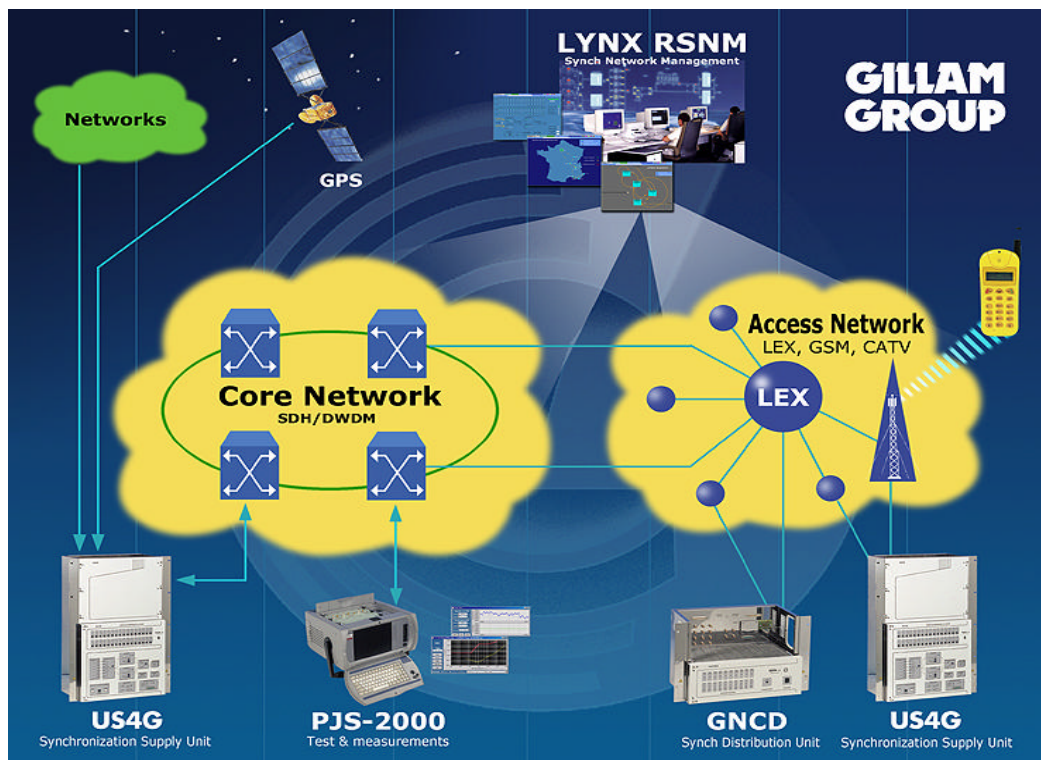 LYNX RSNM
Synch Network Management
GILLAM
GROUP
Networks
GPS
Access Network
LEX, GSM, CATV
LEX
Core Network
SDH/DWDM
US4G
Synchronization Supply Unit
PJS-2000
Test & measurements
GNCD
Synch Distribution Unit
US4G
Synchronization Supply Unit